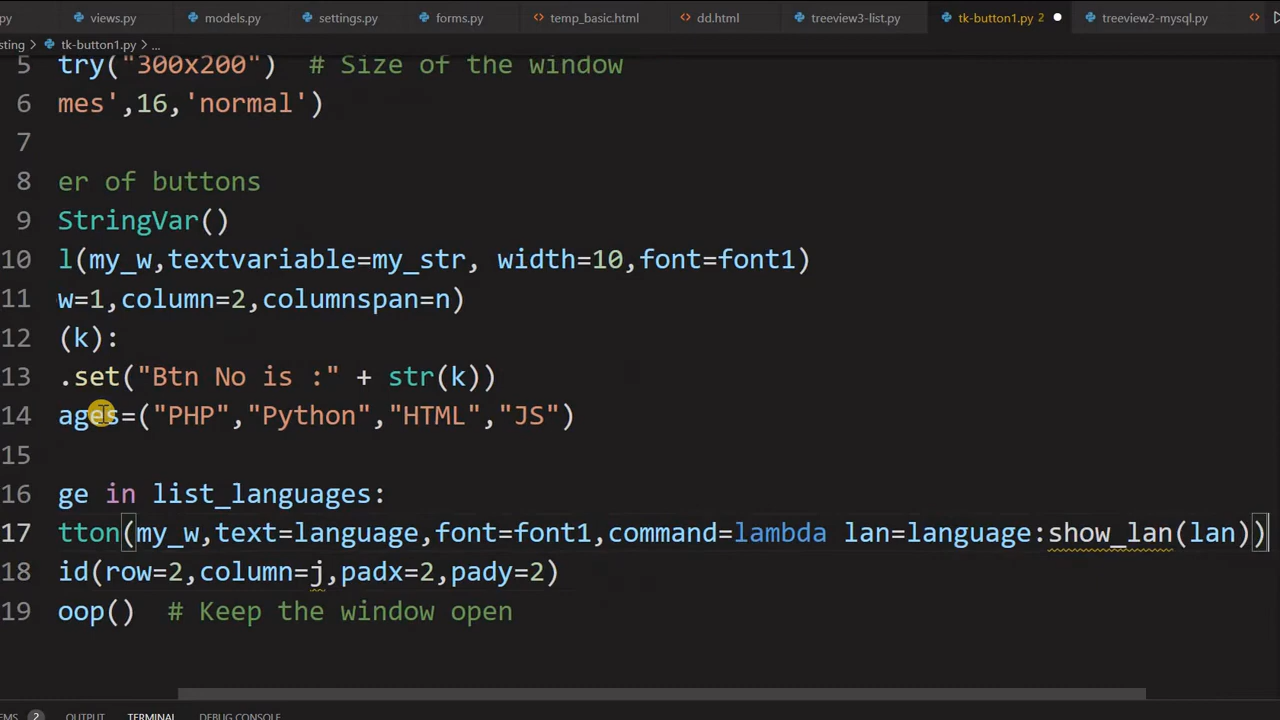 py views.py models.py settings.py forms.py temp_basic.html dd.html treeview3-list.py tk-button1.py 2 treeview2-mysql.py
sting > tk-button1.py > ...
5 try("300x200") # Size of the window
6 mes',16,'normal')
7
8 er of buttons
9 StringVar()
10 l(my_w,textvariable=my_str, width=10,font=font1)
11 w=1,column=2,columnspan=n)
12 (k):
13 .set("Btn No is :" + str(k))
14 ages=("PHP","Python","HTML","JS")
15
16 ge in list_languages:
17 tton(my_w,text=language,font=font1,command=lambda lan=language:show_lan(lan))
18 id(row=2,column=j,padx=2,pady=2)
19 oop() # Keep the window open
EMS 2 OUTPUT TERMINAL DEBUG CONSOLE